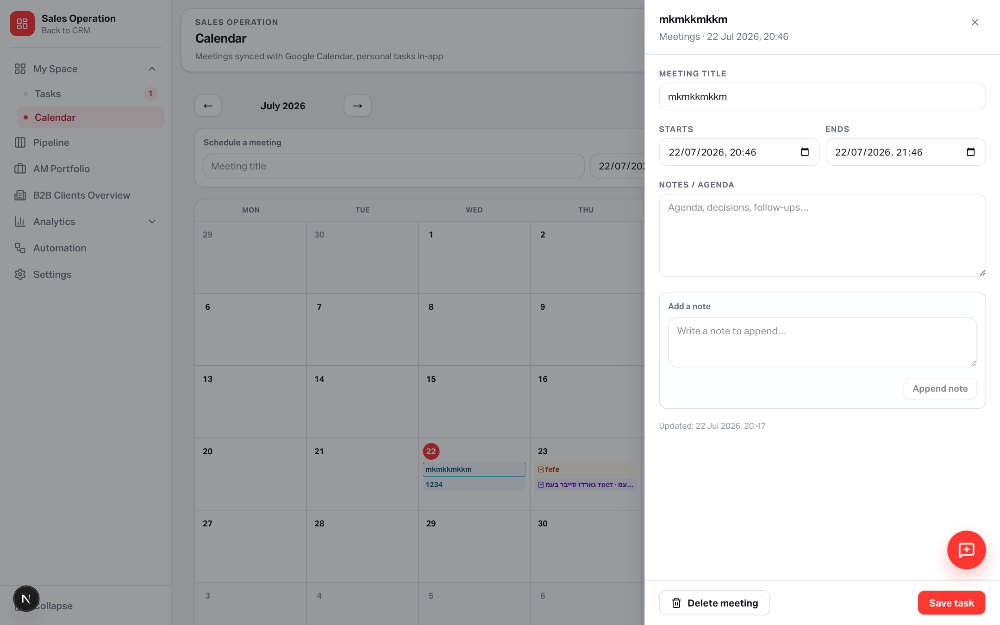 Sales Operation
Back to CRM
My Space
Tasks
1
Calendar
Pipeline
AM Portfolio
B2B Clients Overview
Analytics
Automation
Settings
N
Collapse
SALES OPERATION
Calendar
Meetings synced with Google Calendar, personal tasks in-app
← July 2026 →
Schedule a meeting
Meeting title
22/07/202
MON TUE WED THU
29 30 1 2
6 7 8 9
13 14 15 16
20 21 22 23
mkmkkmkkm
1234
fefe
גארדז סייבר בעמ тест · עמ...
27 28 29 30
3 4 5 6
mkmkkmkkm
Meetings · 22 Jul 2026, 20:46
MEETING TITLE
mkmkkmkkm
STARTS ENDS
22/07/2026, 20:46 22/07/2026, 21:46
NOTES / AGENDA
Agenda, decisions, follow-ups...
Add a note
Write a note to append...
Append note
Updated: 22 Jul 2026, 20:47
Delete meeting
Save task